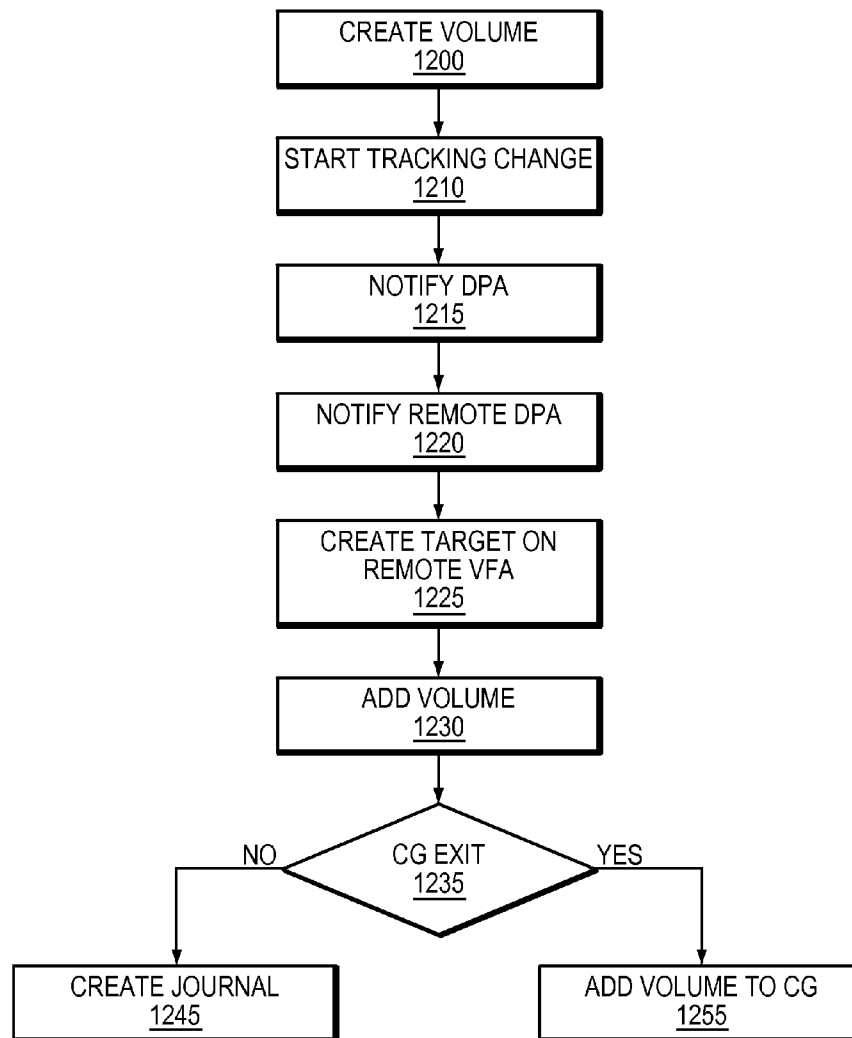 CREATE VOLUME
1200
START TRACKING CHANGE
1210
NOTIFY DPA
1215
NOTIFY REMOTE DPA
1220
CREATE TARGET ON
REMOTE VFA
1225
ADD VOLUME
1230
NO
CG EXIT
YES
1235
CREATE JOURNAL
1245
ADD VOLUME TO CG
1255